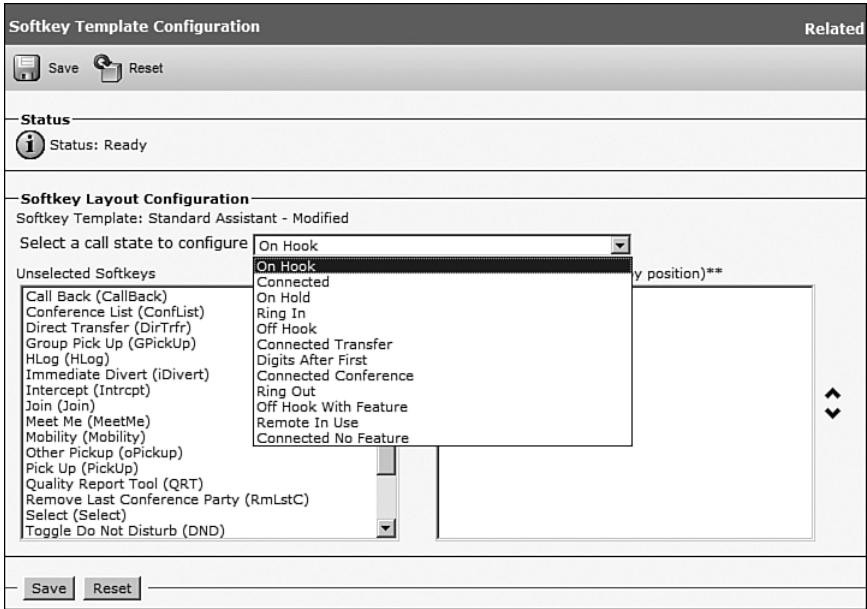 Softkey Template Configuration
Related
Save
Reset
Status
Status: Ready
Softkey Layout Configuration
Softkey Template: Standard Assistant - Modified
Select a call state to configure On Hook
On Hook
Connected
On Hold
Ring In
Off Hook
Connected Transfer
Digits After First
Connected Conference
Ring Out
Off Hook With Feature
Remote In Use
Connected No Feature
Unselected Softkeys
y position)**
Call Back (CallBack)
Conference List (ConfList)
Direct Transfer (DirTrfr)
Group Pick Up (GPickUp)
HLog (HLog)
Immediate Divert (iDivert)
Intercept (Intrcpt)
Join (Join)
Meet Me (MeetMe)
Mobility (Mobility)
Other Pickup (oPickup)
Pick Up (PickUp)
Quality Report Tool (QRT)
Remove Last Conference Party (RmLstC)
Select (Select)
Toggle Do Not Disturb (DND)
Save
Reset